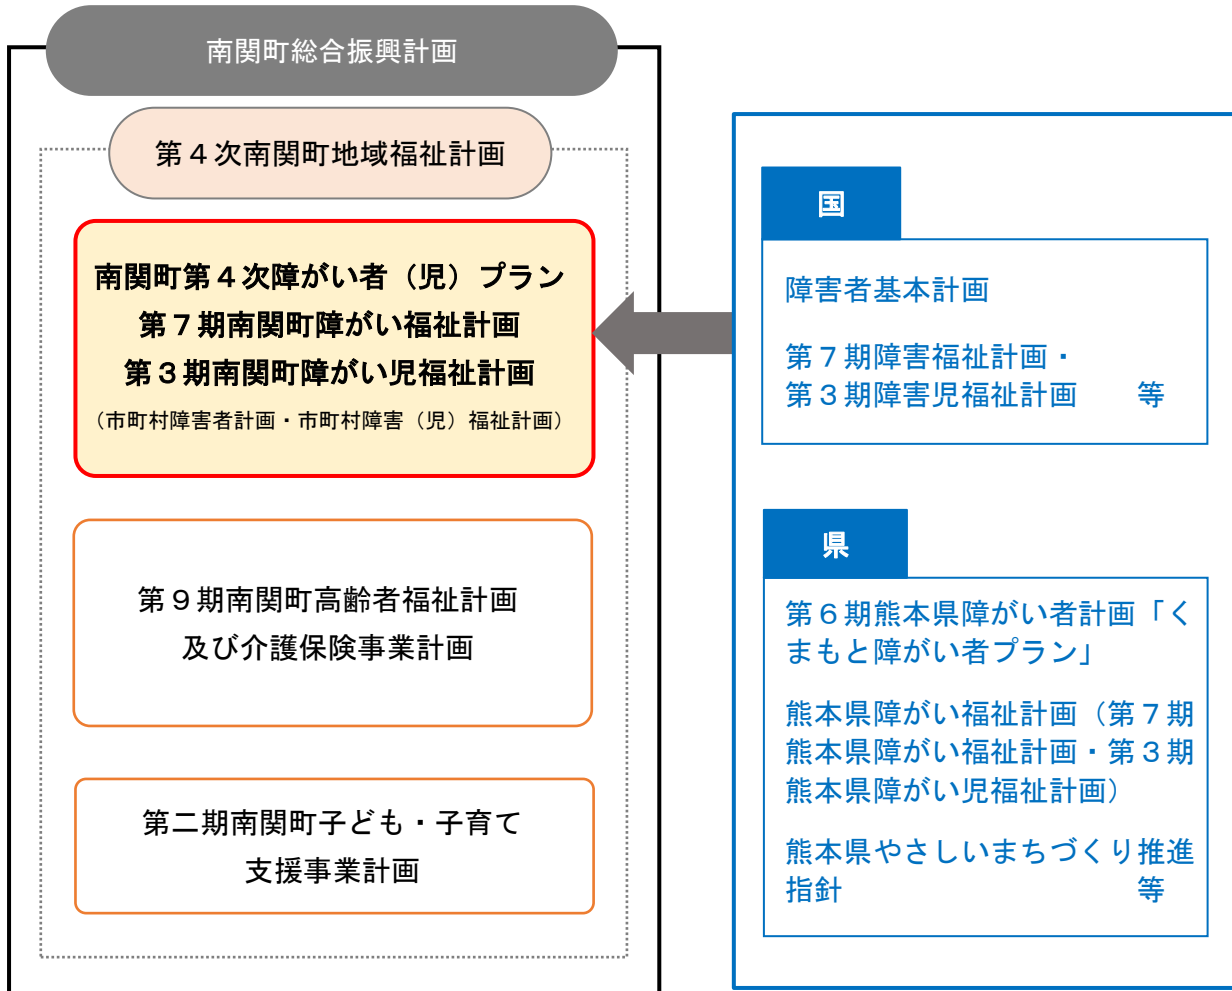 南関町総合振興計画
第４次南関町地域福祉計画
南関町第４次障がい者（児）プラン
第７期南関町障がい福祉計画
第３期南関町障がい児福祉計画
（市町村障害者計画・市町村障害（児）福祉計画）
第９期南関町高齢者福祉計画
及び介護保険事業計画
第二期南関町子ども・子育て
支援事業計画
国
障害者基本計画
第７期障害福祉計画・
第３期障害児福祉計画　　等
県
第６期熊本県障がい者計画「く
まもと障がい者プラン」
熊本県障がい福祉計画（第７期
熊本県障がい福祉計画・第３期
熊本県障がい児福祉計画）
熊本県やさしいまちづくり推進
指針　　　　　　　　　　等